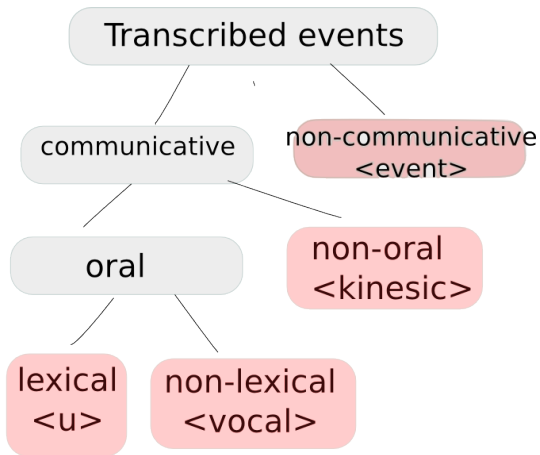 Transcribed events
communicative
non-communicative
<event>
oral
non-oral
<kinesic>
lexical
<u>
non-lexical
<vocal>